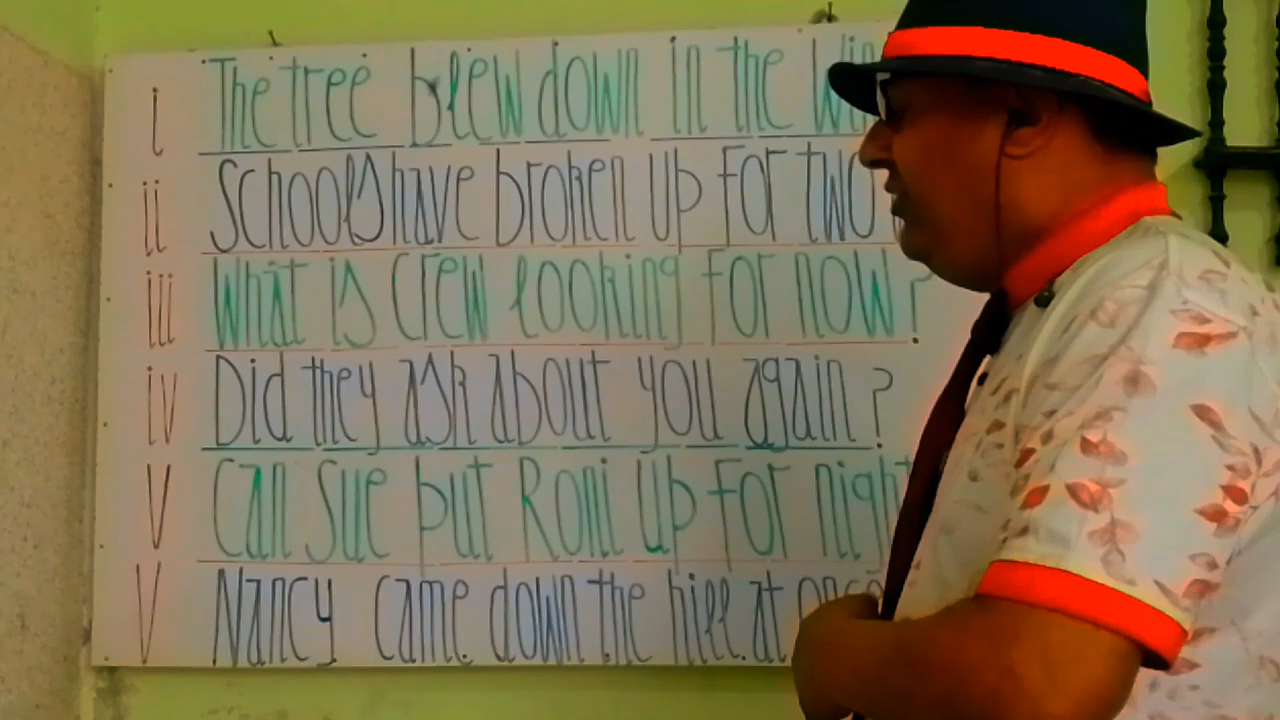 i The tree blew down in the
ii Schools have broken up for two
iii What is crew looking for now?
iv Did they ask about you again?
V Can Sue put Roni up for
V Nancy came down the hill at once